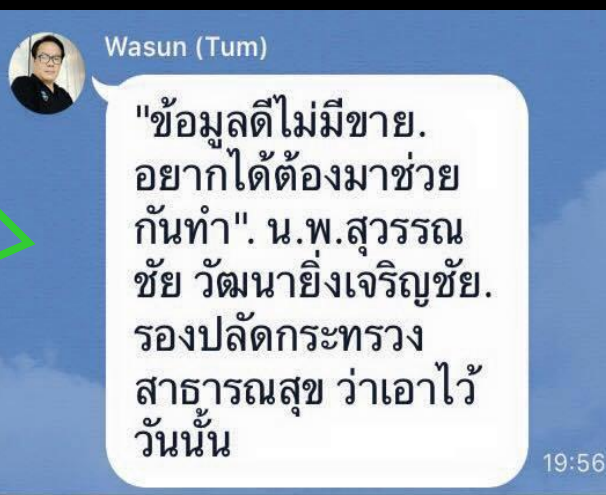 Wasun (Tum)
"ข้อมูลดีไม่มีขาย.
อยากได้ต้องมาช่วย
กันทำ". น.พ.สุวรรณ
ชัย วัฒนายิ่งเจริญชัย.
รองปลัดกระทรวง
สาธารณสุข ว่าเอาไว้
วันนั้น
19:56